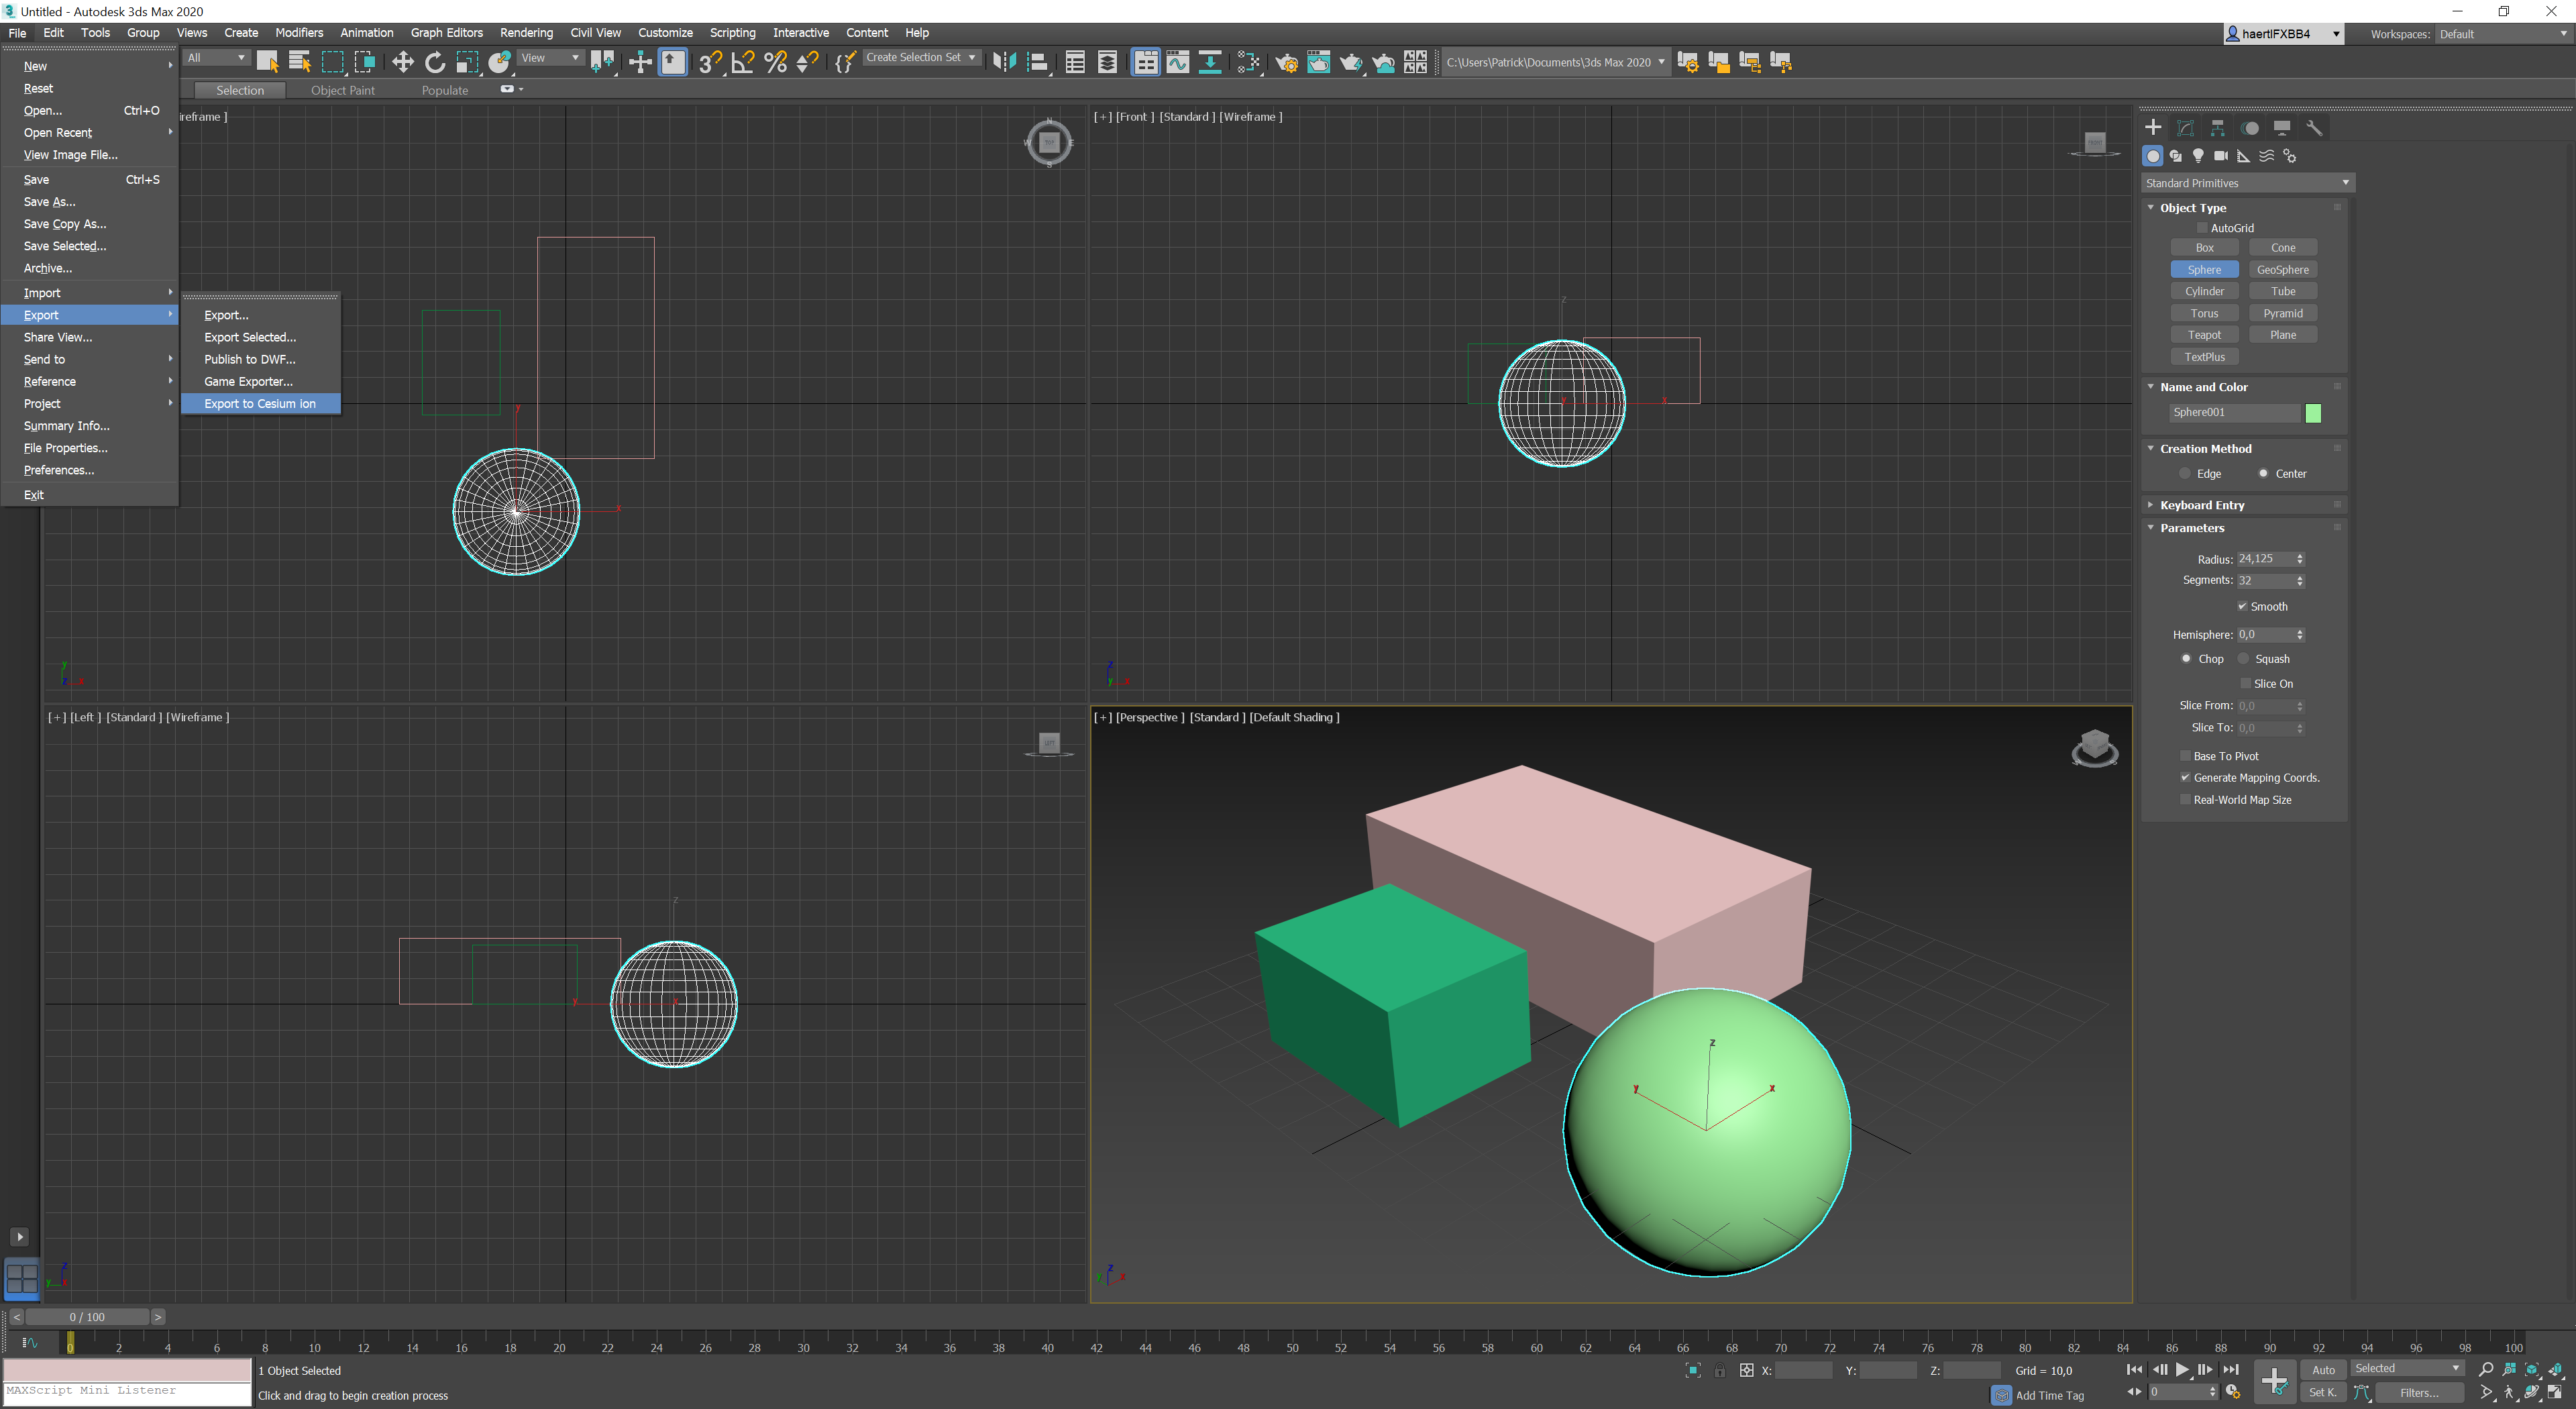 Untitled - Autodesk 3ds Max 2020
File Edit Tools Group Views Create Modifiers Animation Graph Editors Rendering Civil View Customize Scripting Interactive Content Help
haertlFXBB4
Workspaces: Default
All
View
Create Selection Set
C:\Users\Patrick\Documents\3ds Max 2020
Selection Object Paint Populate
New
Reset
Open... Ctrl+O
Open Recent
View Image File...
Save Ctrl+S
Save As...
Save Copy As...
Save Selected...
Archive...
Import
Export
Share View...
Send to
Reference
Project
Summary Info...
File Properties...
Preferences...
Exit
Export...
Export Selected...
Publish to DWF...
Game Exporter...
Export to Cesium ion
ireframe ]
N
W E
S
y
x
y
z x
[+] [Front ] [Standard ] [Wireframe ]
z
x
z
y x
[+] [Left ] [Standard ] [Wireframe ]
z
y x
z
y x
[+] [Perspective ] [Standard ] [Default Shading ]
z
y x
z
y x
Standard Primitives
Object Type
AutoGrid
Box Cone
Sphere GeoSphere
Cylinder Tube
Torus Pyramid
Teapot Plane
TextPlus
Name and Color
Sphere001
Creation Method
Edge Center
Keyboard Entry
Parameters
Radius: 24,125
Segments: 32
Smooth
Hemisphere: 0,0
Chop Squash
Slice On
Slice From: 0,0
Slice To: 0,0
Base To Pivot
Generate Mapping Coords.
Real-World Map Size
< 0 / 100 >
0 2 4 6 8 10 12 14 16 18 20 22 24 26 28 30 32 34 36 38 40 42 44 46 48 50 52 54 56 58 60 62 64 66 68 70 72 74 76 78 80 82 84 86 88 90 92 94 96 98 100
1 Object Selected
X: Y: Z: Grid = 10,0
Auto Selected
MAXScript Mini Listener
Click and drag to begin creation process
Add Time Tag
0
Set K. Filters...